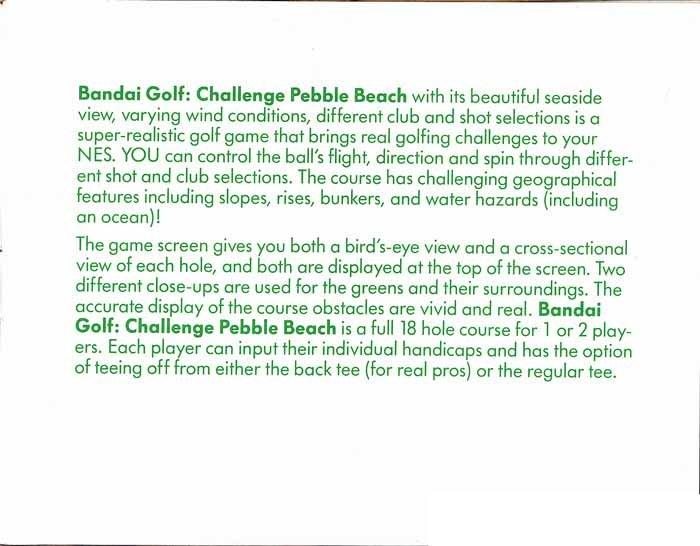 Bandai Golf: Challenge Pebble Beach with its beautiful seaside
view, varying wind conditions, different club and shot selections is a
super-realistic golf game that brings real golfing challenges to your
NES. YOU can control the ball's flight, direction and spin through differ-
ent shot and club selections. The course has challenging geographical
features including slopes, rises, bunkers, and water hazards (including
an ocean)!
The game screen gives you both a bird's-eye view and a cross-sectional
view of each hole, and both are displayed at the top of the screen. Two
different close-ups are used for the greens and their surroundings. The
accurate display of the course obstacles are vivid and real. Bandai
Golf: Challenge Pebble Beach is a full 18 hole course for 1 or 2 play-
ers. Each player can input their individual handicaps and has the option
of teeing off from either the back tee (for real pros) or the regular tee.